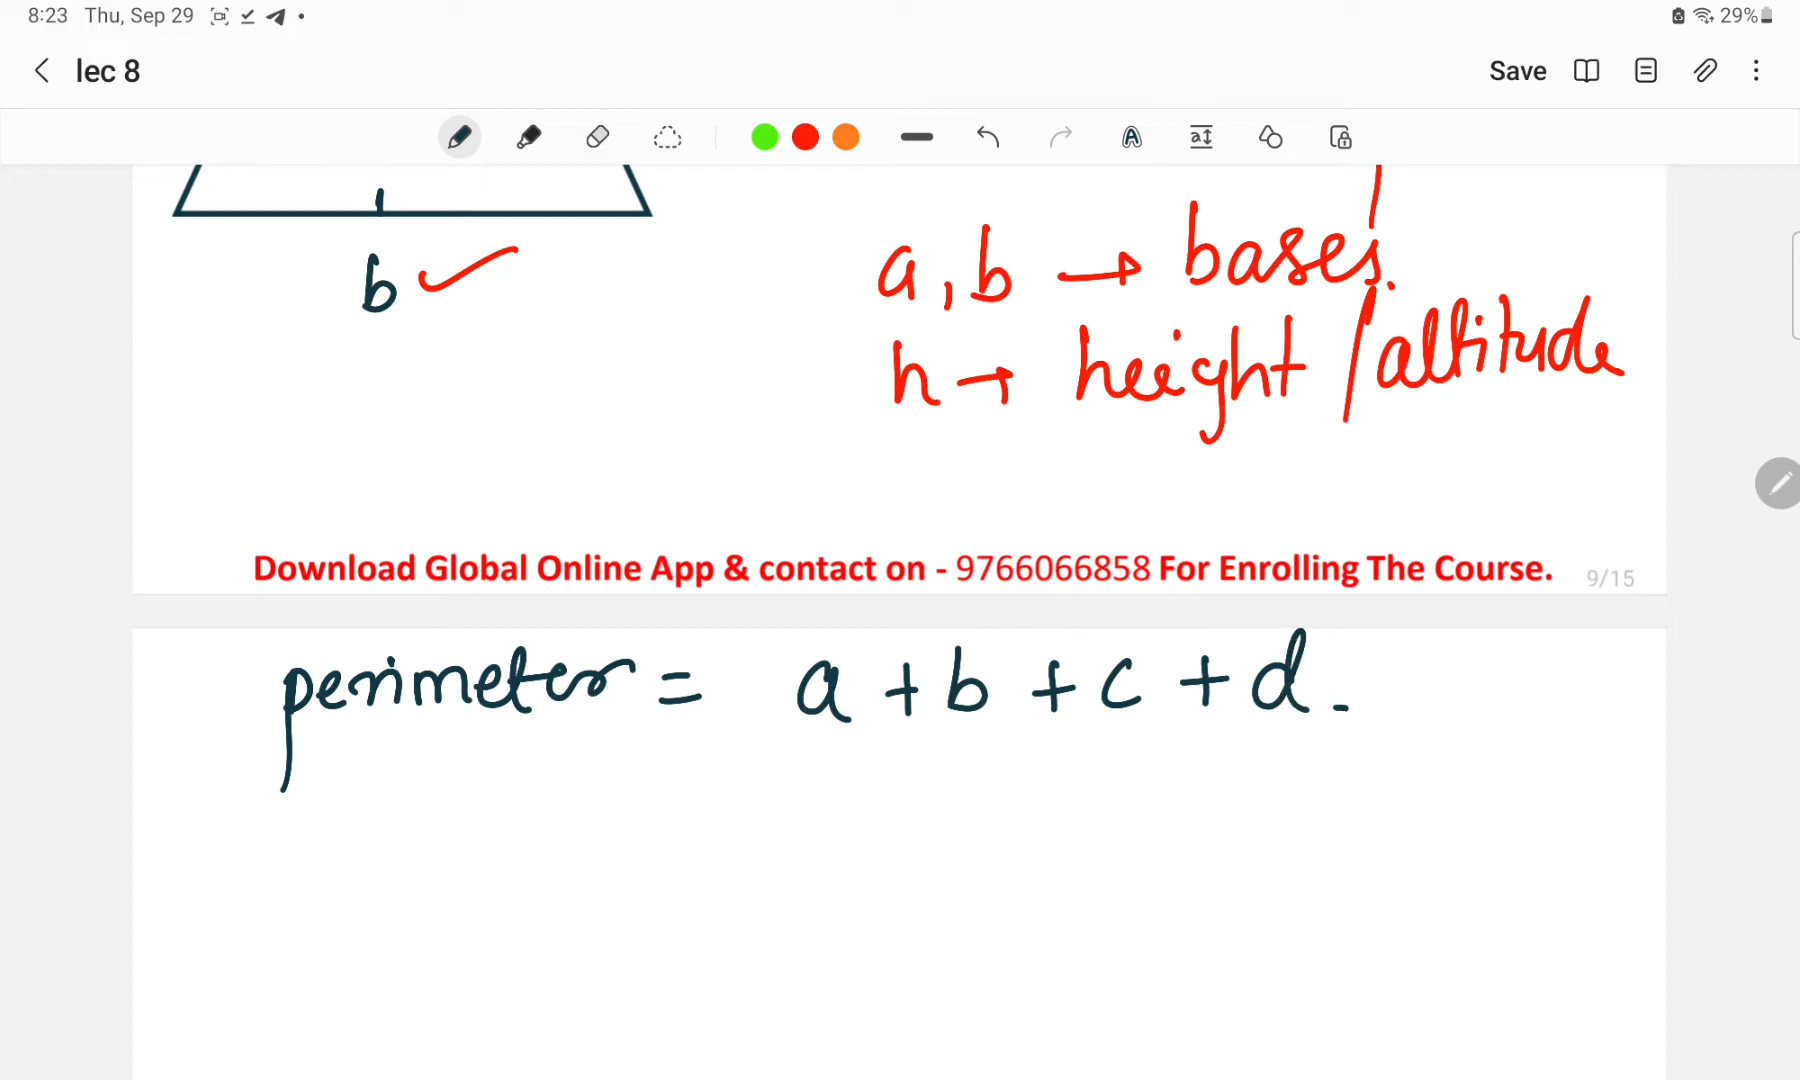 8:23 Thu, Sep 29
29%
lec 8
Save
b
a, b → bases.
h → height / altitude
Download Global Online App & contact on - 9766066858 For Enrolling The Course.
9/15
perimeter = a + b + c + d.